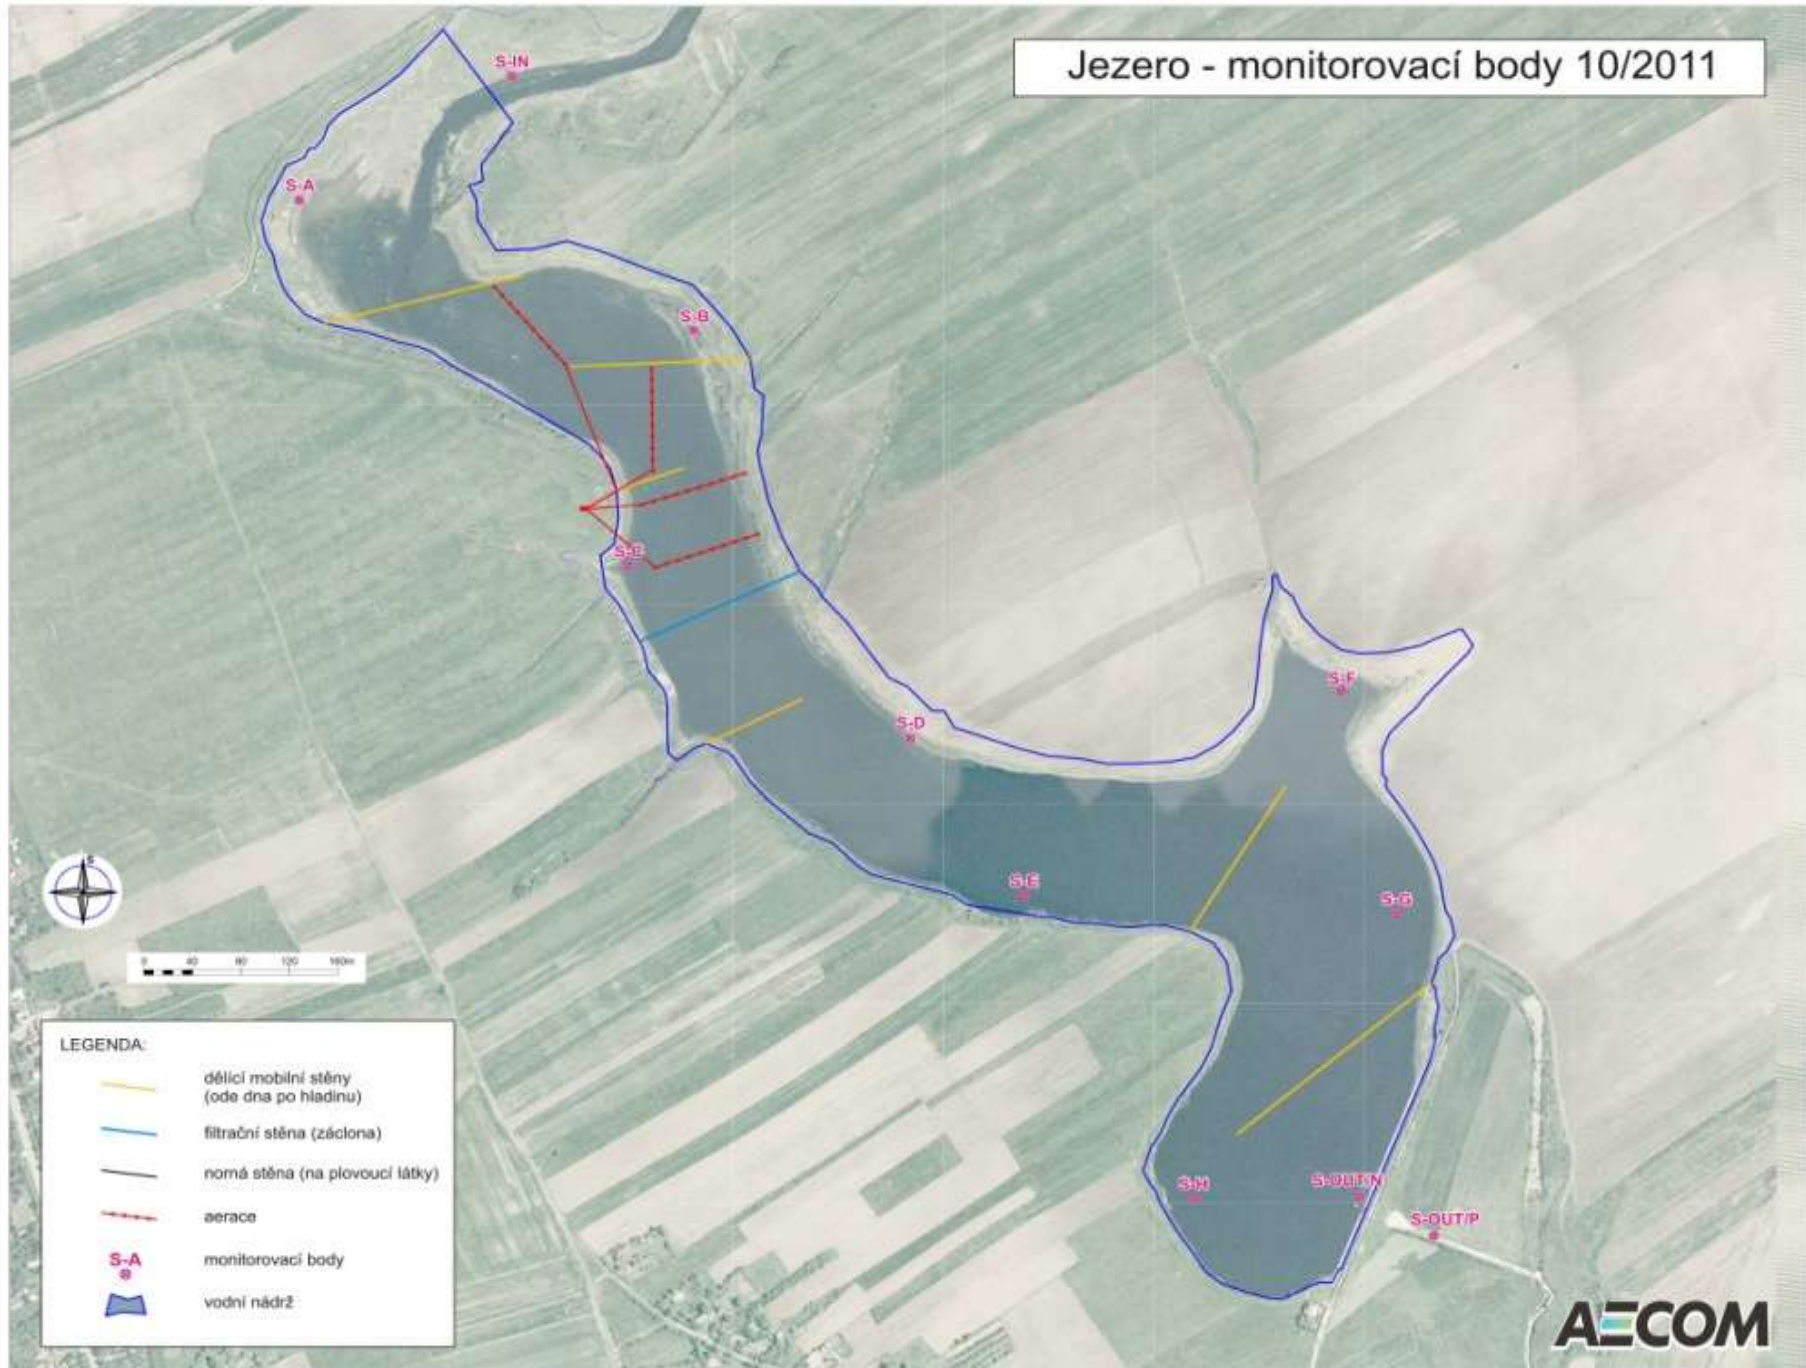 Jezero - monitorovací body 10/2011
S-IN
S-A
S-B
S-C
S-F
S-D
S-E
S-G
S-H
S-OUT/N
S-OUT/P
S
0 40 80 120 160m
LEGENDA:
dělící mobilní stěny
(ode dna po hladinu)
filtrační stěna (záclona)
norná stěna (na plovoucí látky)
aerace
S-A
monitorovací body
vodní nádrž
AECOM